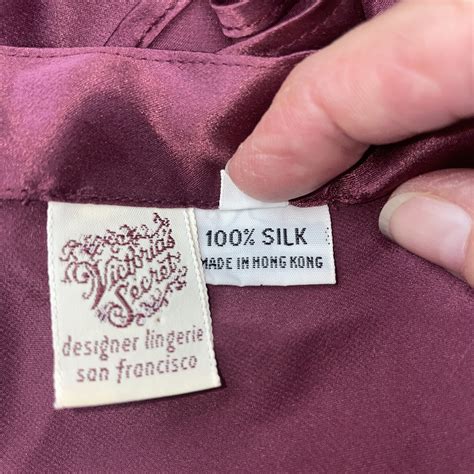 Victoria's
Secret
designer lingerie
san francisco
100% SILK
MADE IN HONG KONG